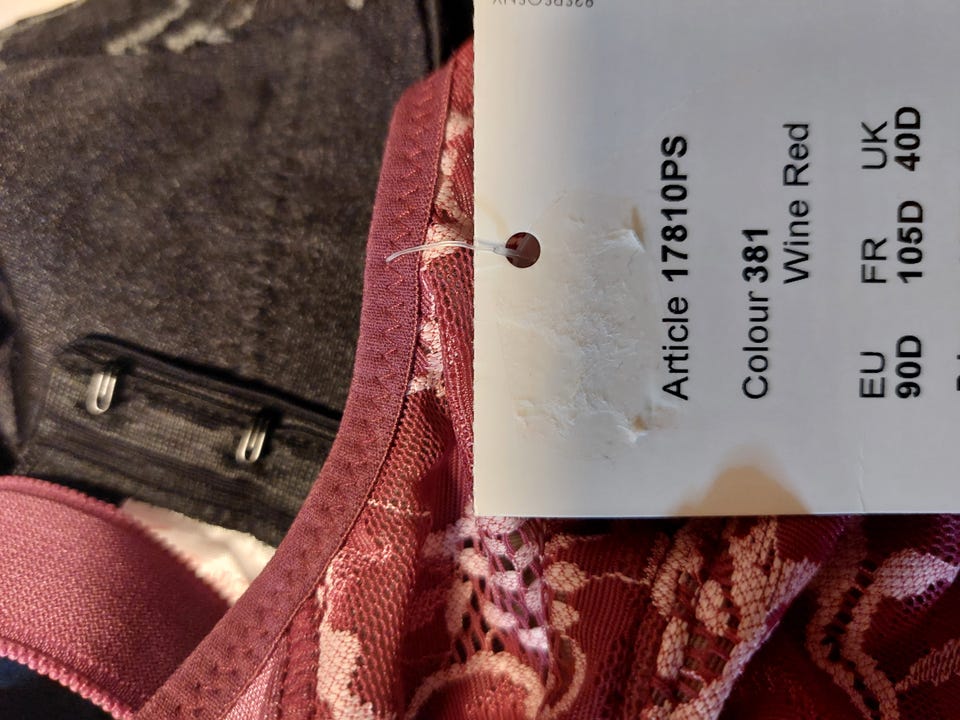 Article 17810PS
Colour 381
Wine Red
EU FR UK
90D 105D 40D